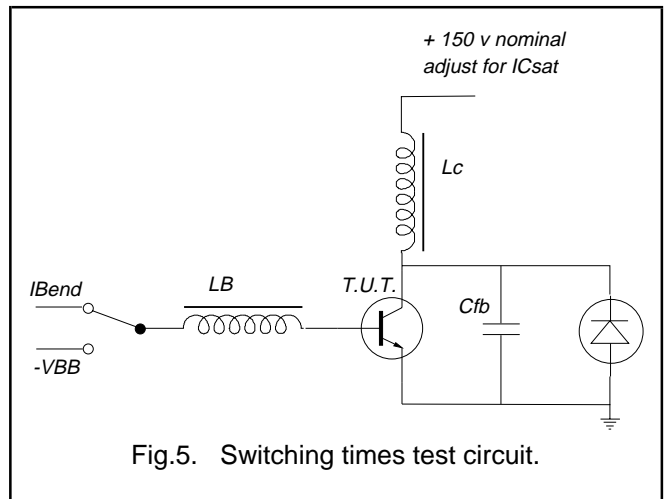 + 150 v nominal
adjust for ICsat
Lc
IBend
LB
T.U.T.
Cfb
-VBB
Fig.5. Switching times test circuit.